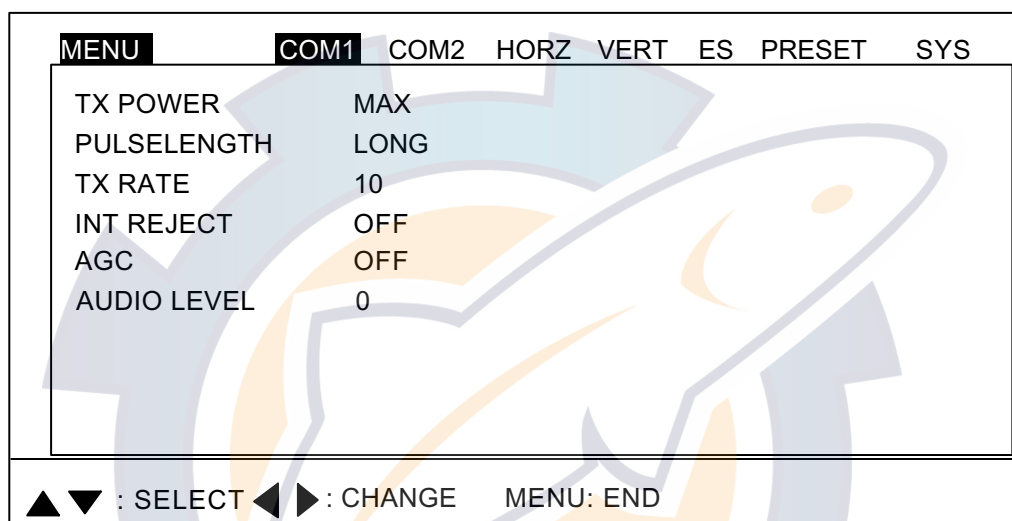 MENU COM1 COM2 HORZ VERT ES PRESET SYS
TX POWER MAX
PULSELENGTH LONG
TX RATE 10
INT REJECT OFF
AGC OFF
AUDIO LEVEL 0
▲ ▼ : SELECT ◀ ▶ : CHANGE MENU: END